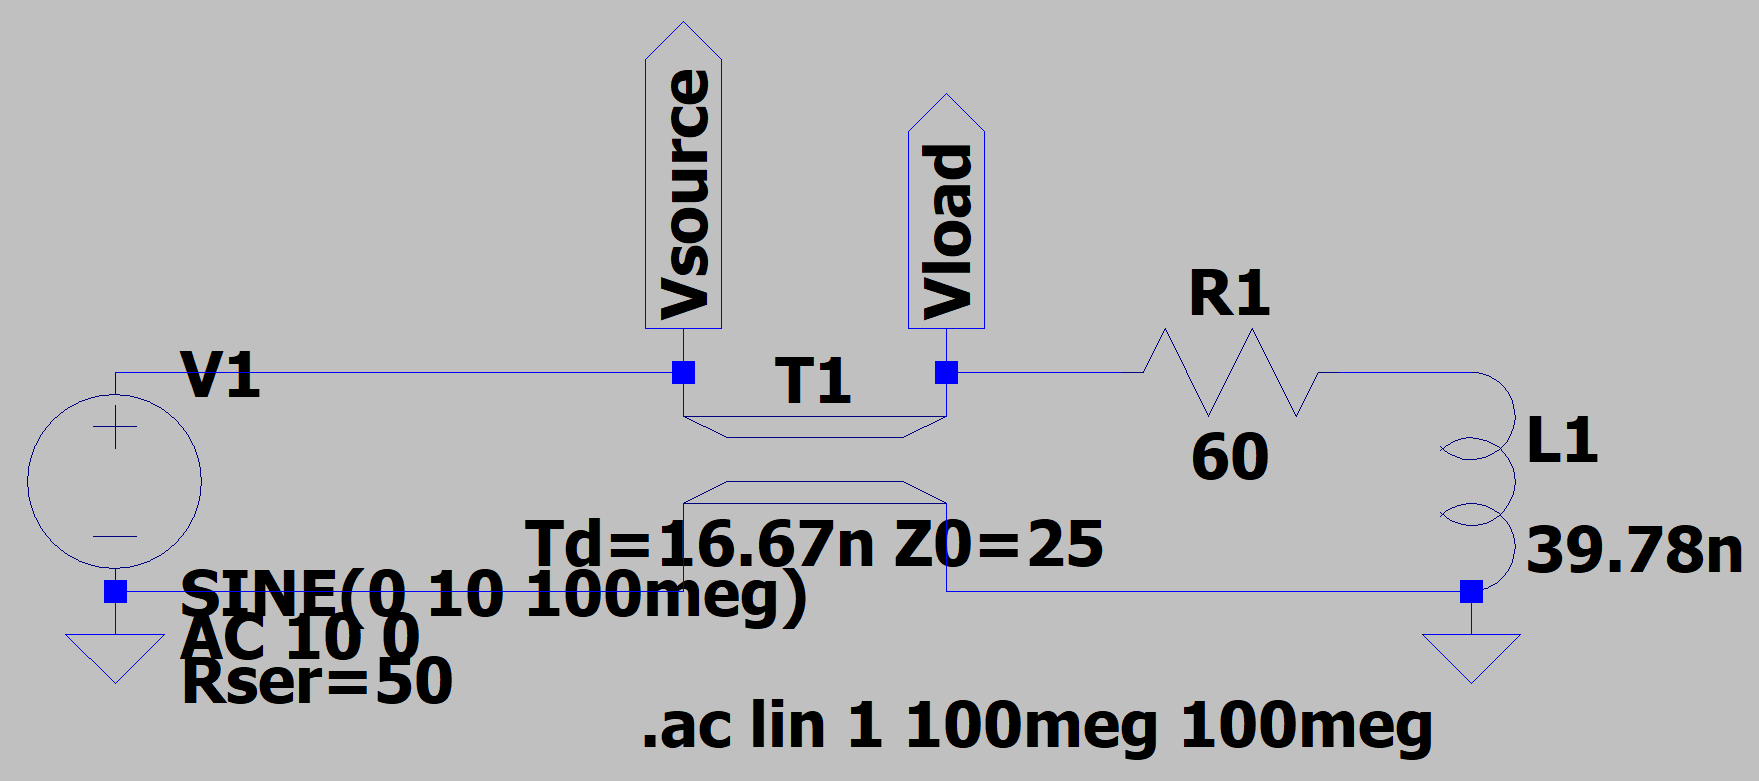 Vsource
Vload
R1
V1
T1
60
L1
Td=16.67n Z0=25
39.78n
SINE(0 10 100meg)
AC 10 0
Rser=50
.ac lin 1 100meg 100meg